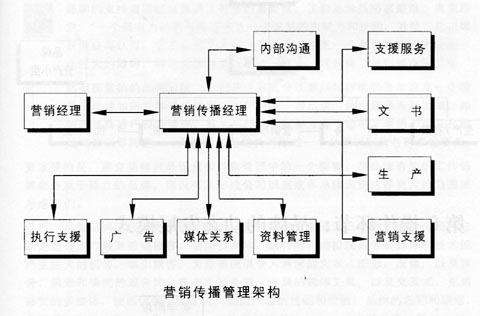 内部沟通
支援服务
营销经理
营销传播经理
文 书
生 产
执行支援
广 告
媒体关系
资料管理
营销支援
营销传播管理架构